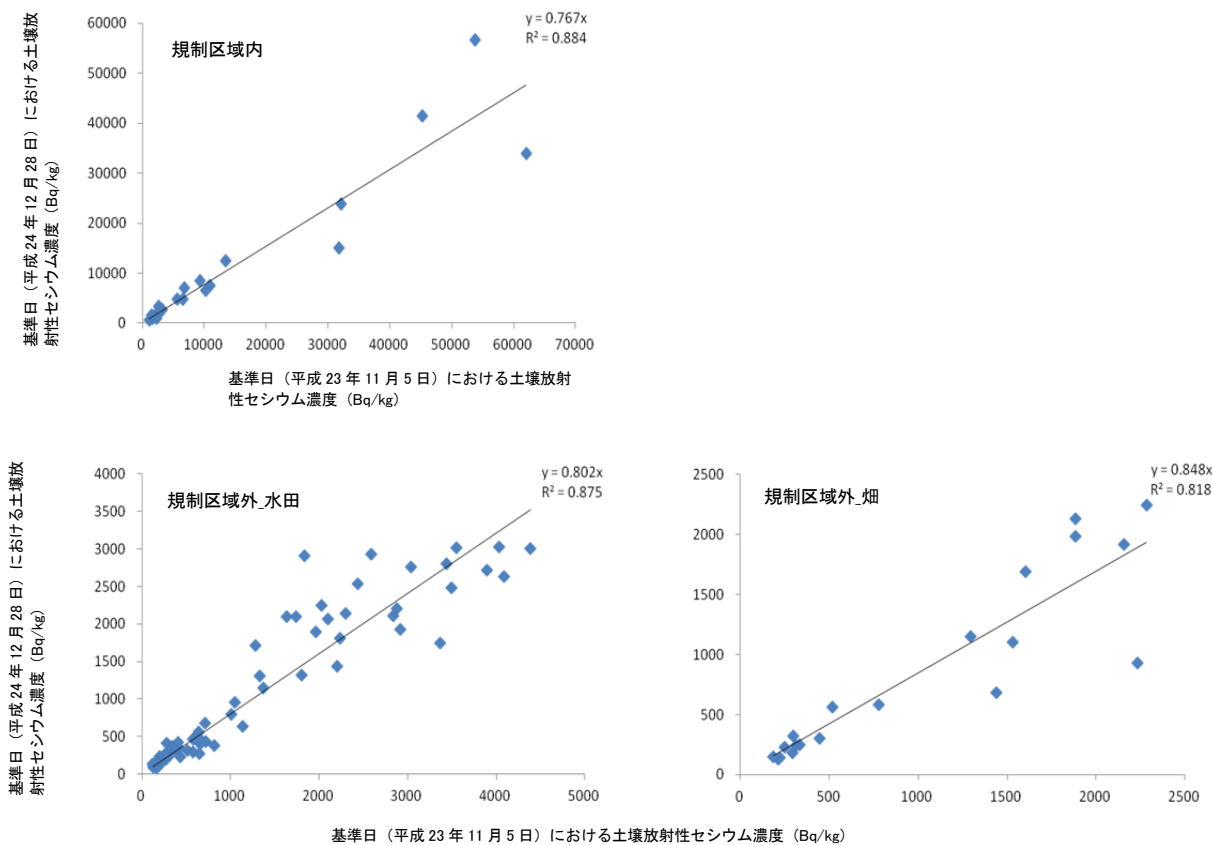 y = 0.767x
R² = 0.884
規制区域内
60000
50000
40000
30000
20000
10000
0
0 10000 20000 30000 40000 50000 60000 70000
基準日（平成 24 年 12 月 28 日）における土壌放
射性セシウム濃度（Bq/kg）
基準日（平成 23 年 11 月 5 日）における土壌放射
性セシウム濃度（Bq/kg）
y = 0.802x
R² = 0.875
規制区域外_水田
4000
3500
3000
2500
2000
1500
1000
500
0
0 1000 2000 3000 4000 5000
基準日（平成 24 年 12 月 28 日）における土壌放
射性セシウム濃度（Bq/kg）
y = 0.848x
R² = 0.818
規制区域外_畑
2500
2000
1500
1000
500
0
0 500 1000 1500 2000 2500
基準日（平成 23 年 11 月 5 日）における土壌放射性セシウム濃度（Bq/kg）